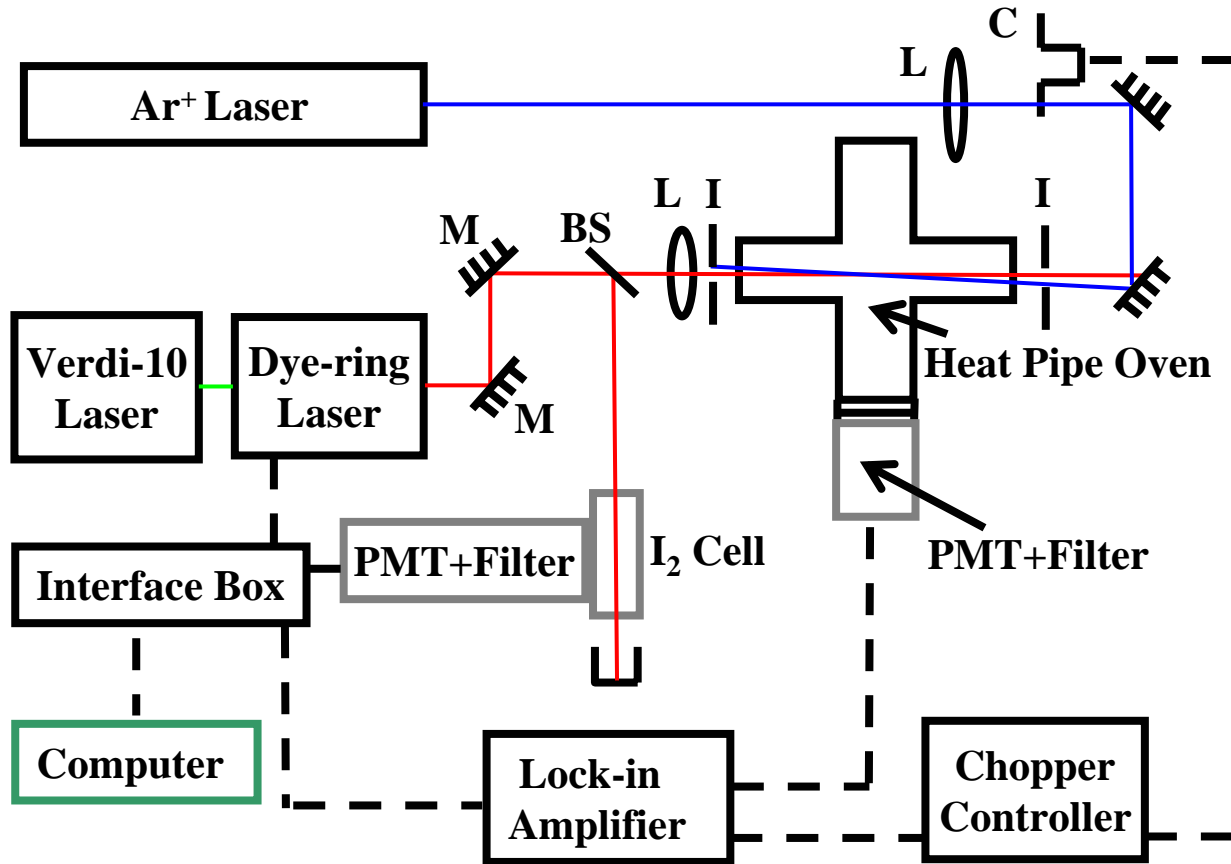 C
L
Ar⁺ Laser
L
I
I
M
BS
Heat Pipe Oven
Verdi-10
Laser
Dye-ring
Laser
M
PMT+Filter
I₂ Cell
PMT+Filter
Interface Box
Computer
Lock-in
Amplifier
Chopper
Controller